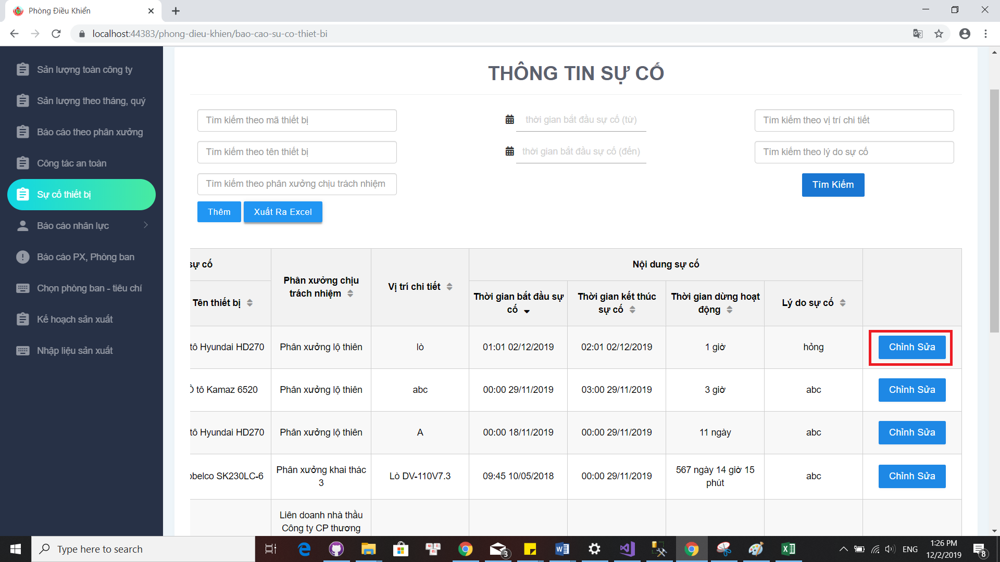 Phòng Điều Khiển
localhost:44383/phong-dieu-khien/bao-cao-su-co-thiet-bi
Sản lượng toàn công ty
Sản lượng theo tháng, quý
Báo cáo theo phân xưởng
Công tác an toàn
Sự cố thiết bị
Báo cáo nhân lực
Báo cáo PX, Phòng ban
Chọn phòng ban - tiêu chí
Kế hoạch sản xuất
Nhập liệu sản xuất
THÔNG TIN SỰ CỐ
Tìm kiếm theo mã thiết bị
thời gian bắt đầu sự cố (từ)
Tìm kiếm theo vị trí chi tiết
Tìm kiếm theo tên thiết bị
thời gian bắt đầu sự cố (đến)
Tìm kiếm theo lý do sự cố
Tìm kiếm theo phân xưởng chịu trách nhiệm
Tìm Kiếm
Thêm
Xuất Ra Excel
sự cố
Phân xưởng chịu
trách nhiệm
Vị trí chi tiết
Nội dung sự cố
Tên thiết bị
Thời gian bắt đầu sự
cố
Thời gian kết thúc
sự cố
Thời gian dừng hoạt
động
Lý do sự cố
tô Hyundai HD270
Phân xưởng lộ thiên
lò
01:01 02/12/2019
02:01 02/12/2019
1 giờ
hỏng
Chỉnh Sửa
Ô tô Kamaz 6520
Phân xưởng lộ thiên
abc
00:00 29/11/2019
03:00 29/11/2019
3 giờ
abc
Chỉnh Sửa
tô Hyundai HD270
Phân xưởng lộ thiên
A
00:00 18/11/2019
00:00 29/11/2019
11 ngày
abc
Chỉnh Sửa
obelco SK230LC-6
Phân xưởng khai thác
3
Lò DV-110V7.3
09:45 10/05/2018
00:00 29/11/2019
567 ngày 14 giờ 15
phút
abc
Chỉnh Sửa
Liên doanh nhà thầu
Công ty CP thương
Type here to search
3
ENG
1:26 PM
12/2/2019
8